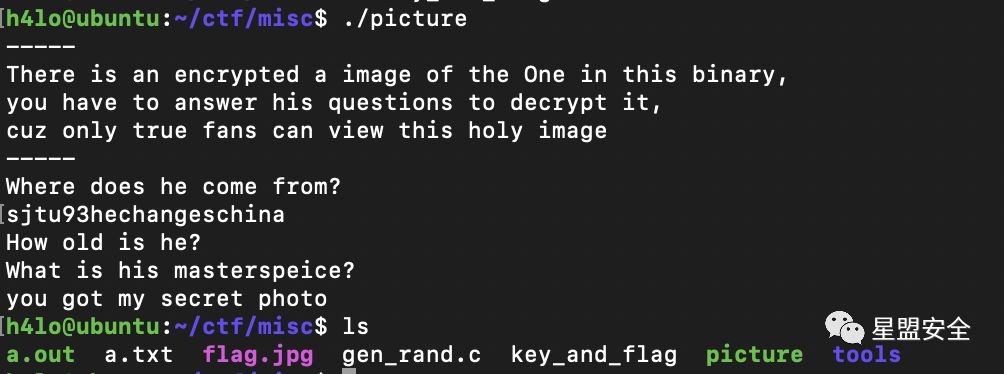 [h4lo@ubuntu:~/ctf/misc$ ./picture
-----
There is an encrypted a image of the One in this binary,
you have to answer his questions to decrypt it,
cuz only true fans can view this holy image
-----
Where does he come from?
[sjtu93hechangeschina
How old is he?
What is his masterspeice?
you got my secret photo
[h4lo@ubuntu:~/ctf/misc$ ls
a.out a.txt flag.jpg gen_rand.c key_and_flag picture tools
星盟安全